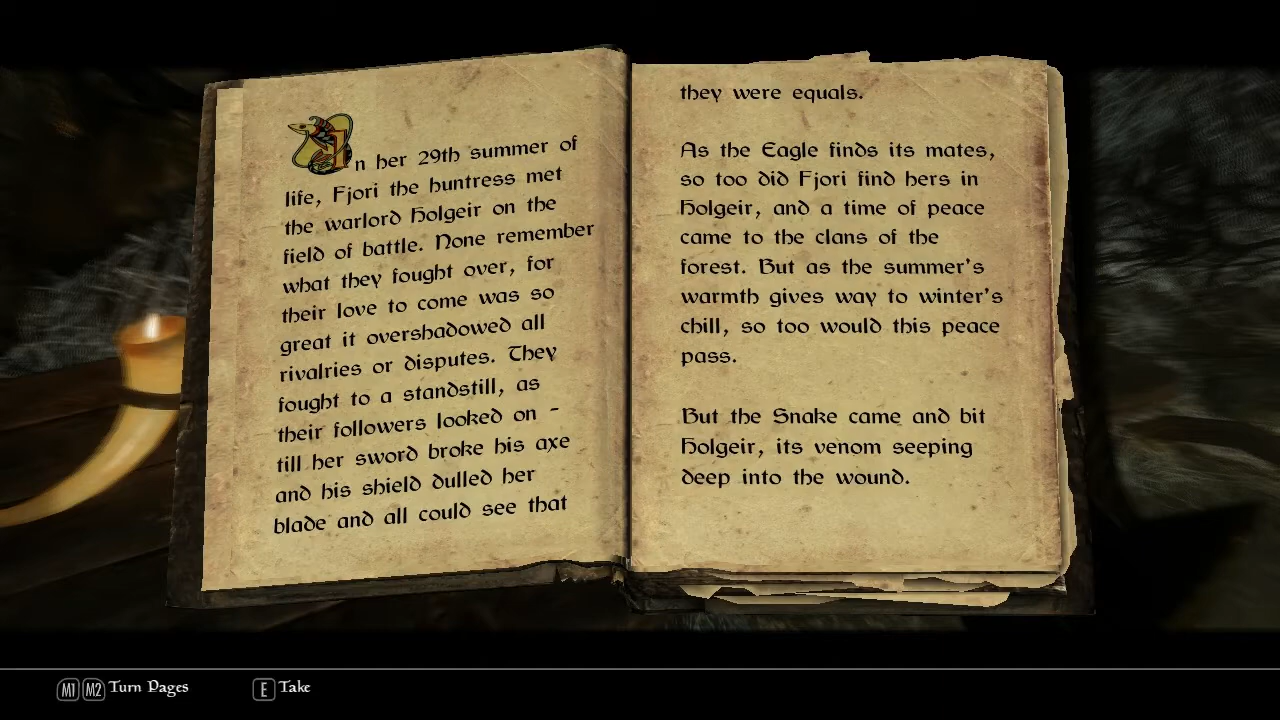 In her 29th summer of
life, Fjori the huntress met
the warlord Holgeir on the
field of battle. None remember
what they fought over, for
their love to come was so
great it overshadowed all
rivalries or disputes. They
fought to a standstill, as
their followers looked on -
till her sword broke his axe
and his shield dulled her
blade and all could see that
they were equals.
As the Eagle finds its mates,
so too did Fjori find hers in
Holgeir, and a time of peace
came to the clans of the
forest. But as the summer's
warmth gives way to winter's
chill, so too would this peace
pass.
But the Snake came and bit
Holgeir, its venom seeping
deep into the wound.
M1 M2 Turn Pages
E Take